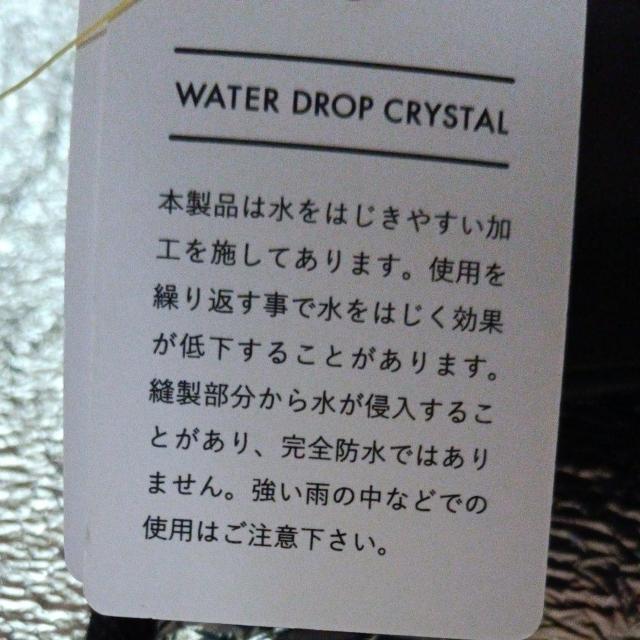 WATER DROP CRYSTAL
本製品は水をはじきやすい加
工を施してあります。使用を
繰り返す事で水をはじく効果
が低下することがあります。
縫製部分から水が侵入するこ
とがあり、完全防水ではあり
ません。強い雨の中などでの
使用はご注意下さい。